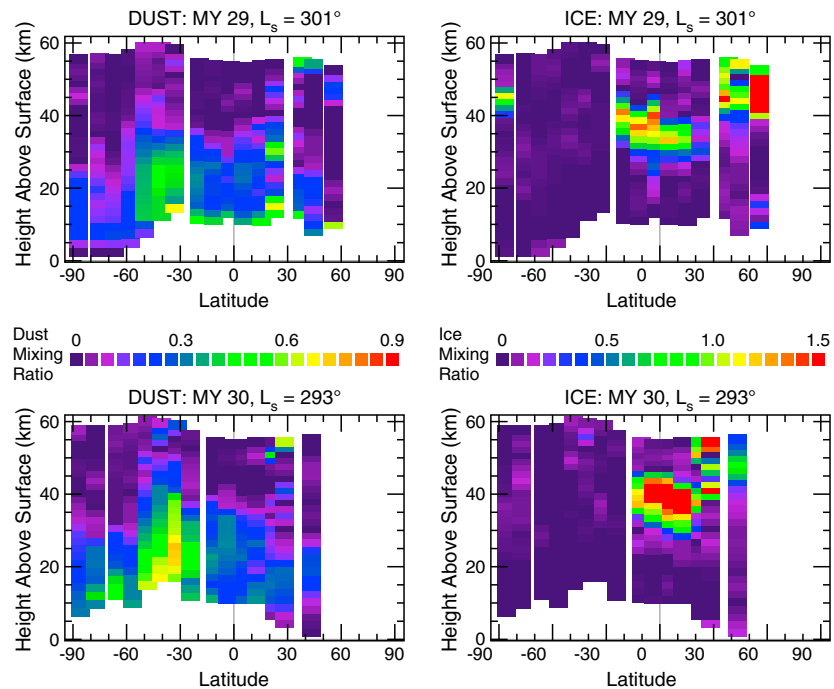 DUST: MY 29, Ls = 301°
ICE: MY 29, Ls = 301°
Height Above Surface (km)
60
40
20
0
-90 -60 -30 0 30 60 90
Latitude
Height Above Surface (km)
60
40
20
0
-90 -60 -30 0 30 60 90
Latitude
Dust Mixing Ratio
0 0.3 0.6 0.9
Ice Mixing Ratio
0 0.5 1.0 1.5
DUST: MY 30, Ls = 293°
ICE: MY 30, Ls = 293°
Height Above Surface (km)
60
40
20
0
-90 -60 -30 0 30 60 90
Latitude
Height Above Surface (km)
60
40
20
0
-90 -60 -30 0 30 60 90
Latitude